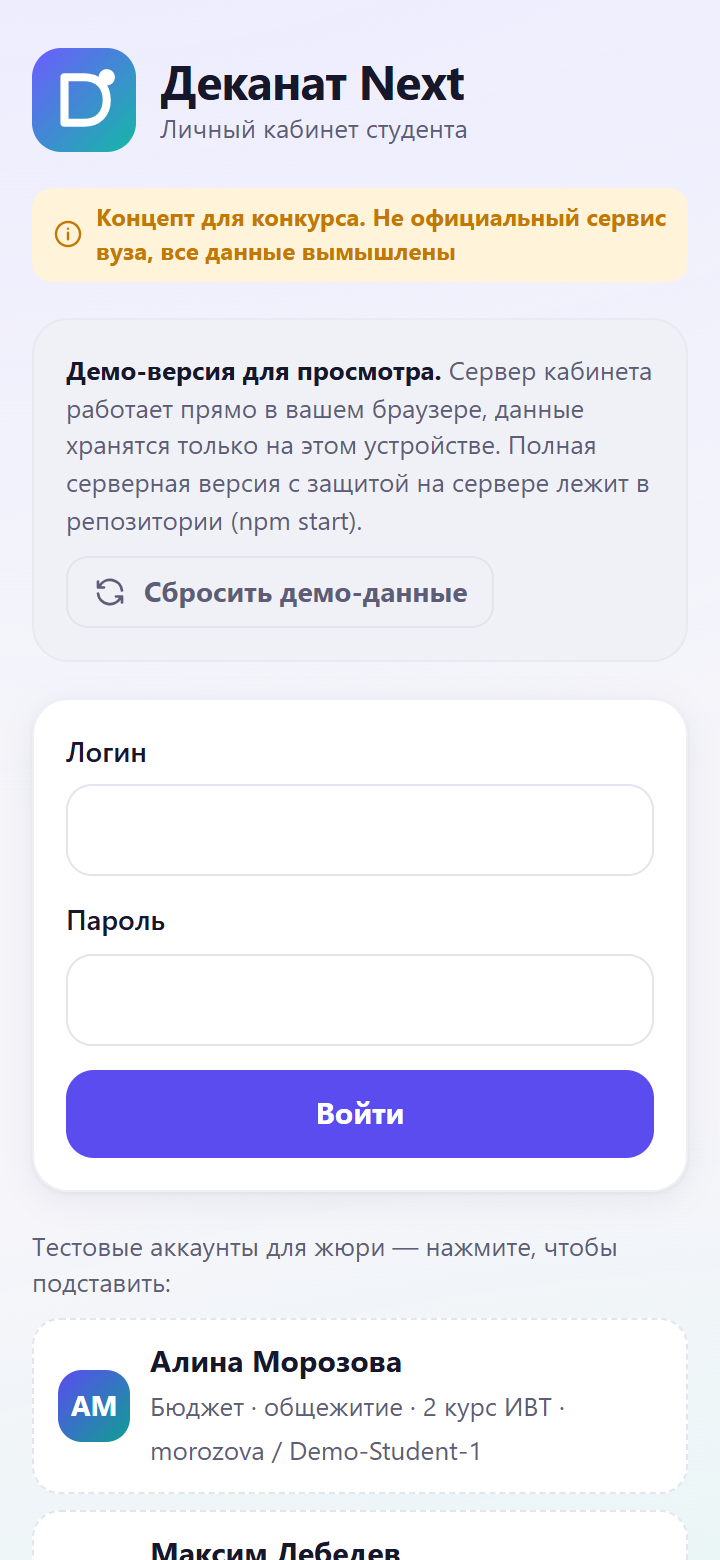 Деканат Next
Личный кабинет студента
Концепт для конкурса. Не официальный сервис
вуза, все данные вымышлены
Демо-версия для просмотра. Сервер кабинета
работает прямо в вашем браузере, данные
хранятся только на этом устройстве. Полная
серверная версия с защитой на сервере лежит в
репозитории (npm start).
Сбросить демо-данные
Логин
Пароль
Войти
Тестовые аккаунты для жюри — нажмите, чтобы
подставить:
АМ
Алина Морозова
Бюджет · общежитие · 2 курс ИВТ ·
morozova / Demo-Student-1
Максим Лебедев